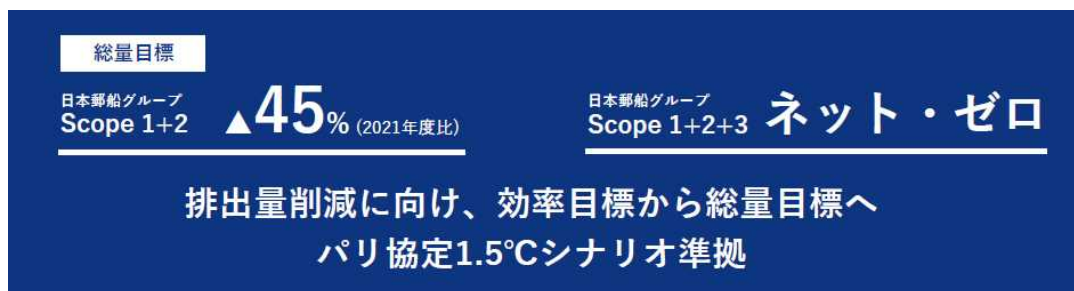 総量目標
日本郵船グループ
Scope 1+2 ▲45% (2021年度比)
日本郵船グループ
Scope 1+2+3 ネット・ゼロ
排出量削減に向け、効率目標から総量目標へ
パリ協定1.5℃シナリオ準拠